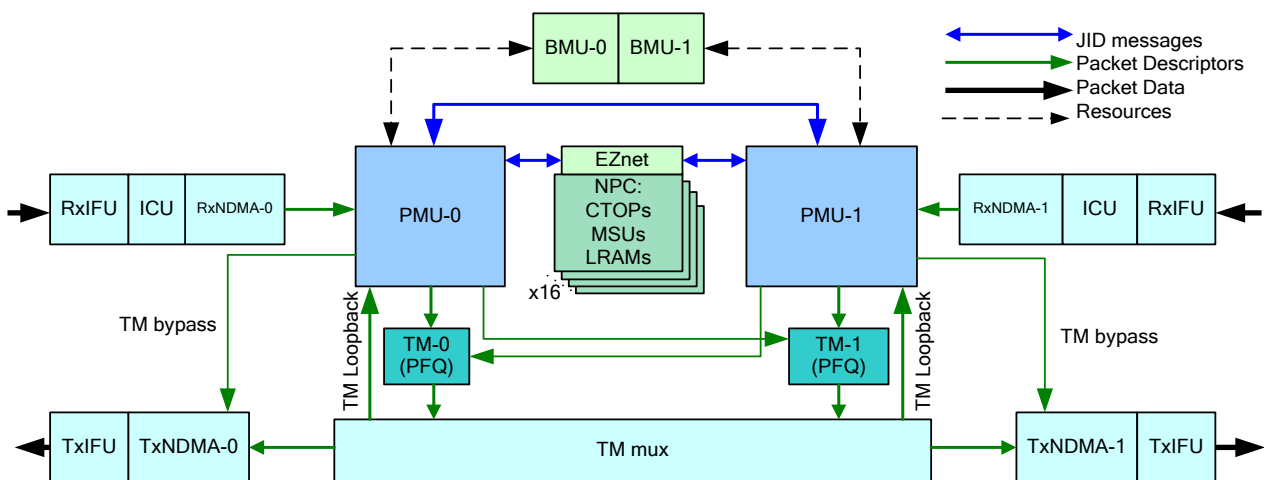 BMU-0 BMU-1
JID messages
Packet Descriptors
Packet Data
Resources
EZnet
NPC:
CTOPs
MSUs
LRAMs
x16
RxIFU ICU RxNDMA-0
PMU-0
PMU-1
RxNDMA-1 ICU RxIFU
TM bypass
TM Loopback
TM-0
(PFQ)
TM-1
(PFQ)
TM Loopback
TM bypass
TxIFU TxNDMA-0
TM mux
TxNDMA-1 TxIFU